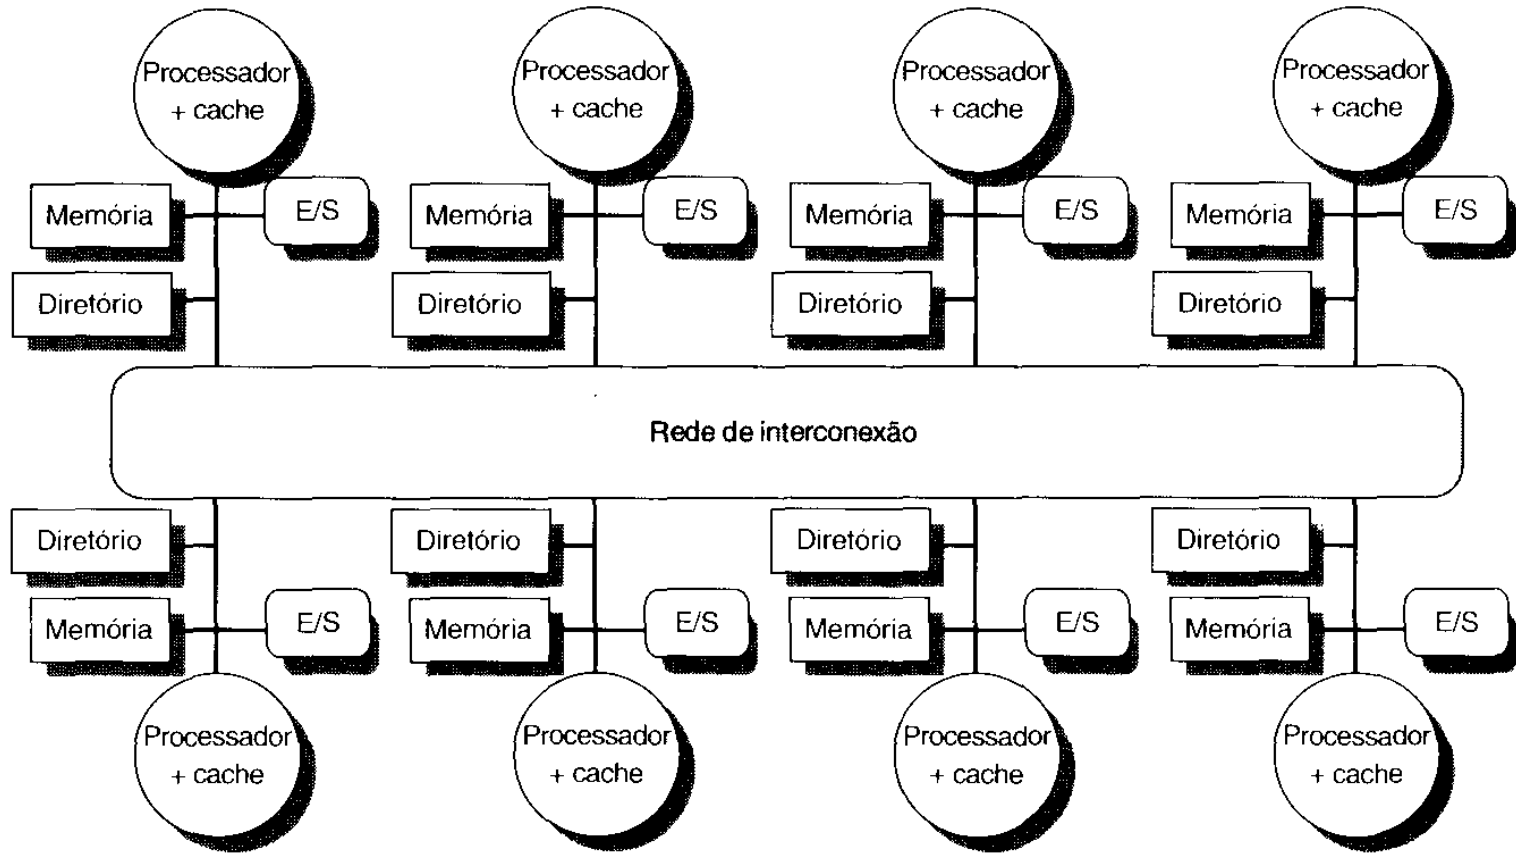 Processador
+ cache
Processador
+ cache
Processador
+ cache
Processador
+ cache
Memória
E/S
Memória
E/S
Memória
E/S
Memória
E/S
Diretório
Diretório
Diretório
Diretório
Rede de interconexão
Diretório
Diretório
Diretório
Diretório
Memória
E/S
Memória
E/S
Memória
E/S
Memória
E/S
Processador
+ cache
Processador
+ cache
Processador
+ cache
Processador
+ cache